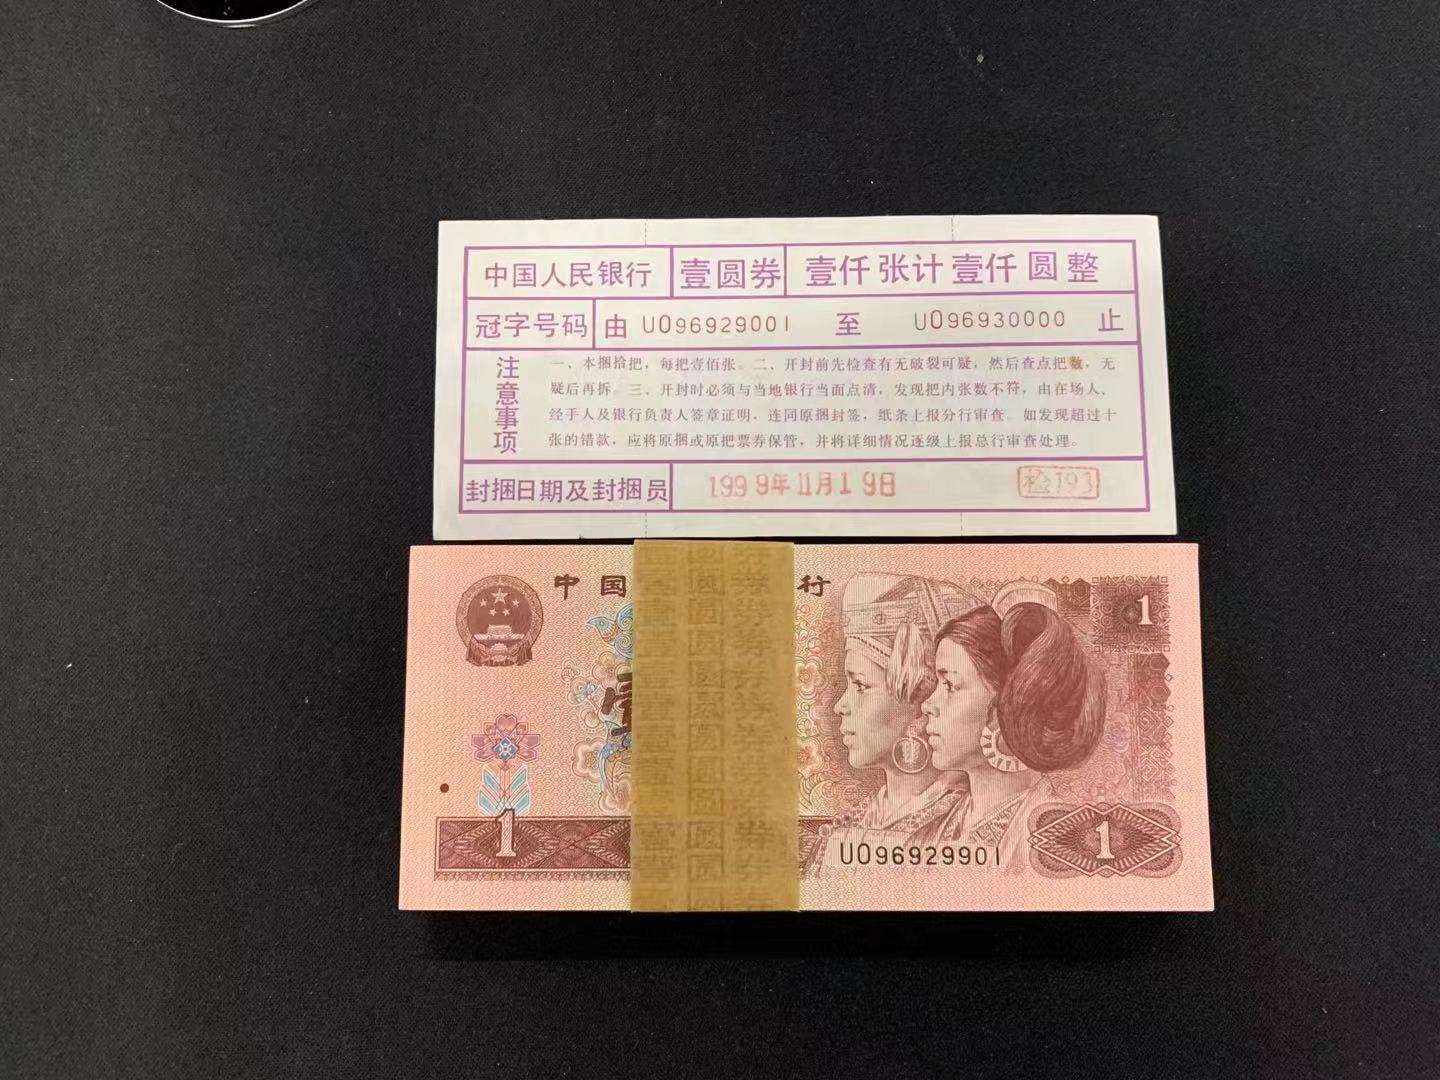 中国人民银行 壹圆券 壹仟张计壹仟圆整
冠字号码 由 U096929001 至 U096930000 止
注意事项
一、本捆拾把，每把壹佰张。二、开封前先检查有无破裂可疑，然后查点把数，无
疑后再拆。三、开封时必须与当地银行当面点清，发现把内张数不符，由在场人、
经手人及银行负责人签章证明，连同原捆封签，纸条上报分行审查。如发现超过十
张的错款，应将原捆或原把票券保管，并将详细情况逐级上报总行审查处理。
封捆日期及封捆员 1999年11月19日 检193
中国 行
壹
壹圆券
1
1
U096929901
1